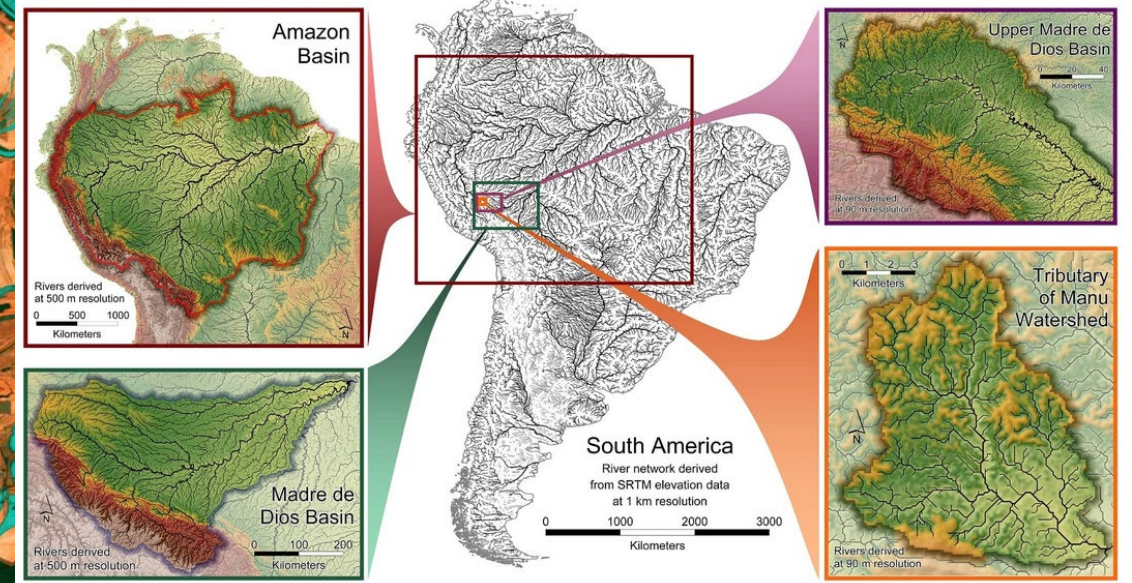 Amazon
Basin
Rivers derived
at 500 m resolution
0 500 1000
Kilometers
N
Madre de
Dios Basin
N
Rivers derived
at 500 m resolution
0 100 200
Kilometers
South America
River network derived
from SRTM elevation data
at 1 km resolution
0 1000 2000 3000
Kilometers
N
Upper Madre de
Dios Basin
0 20 40
Kilometers
Rivers derived
at 90 m resolution
0 1 2 3
Kilometers
Tributary
of Manu
Watershed
N
Rivers derived
at 90 m resolution